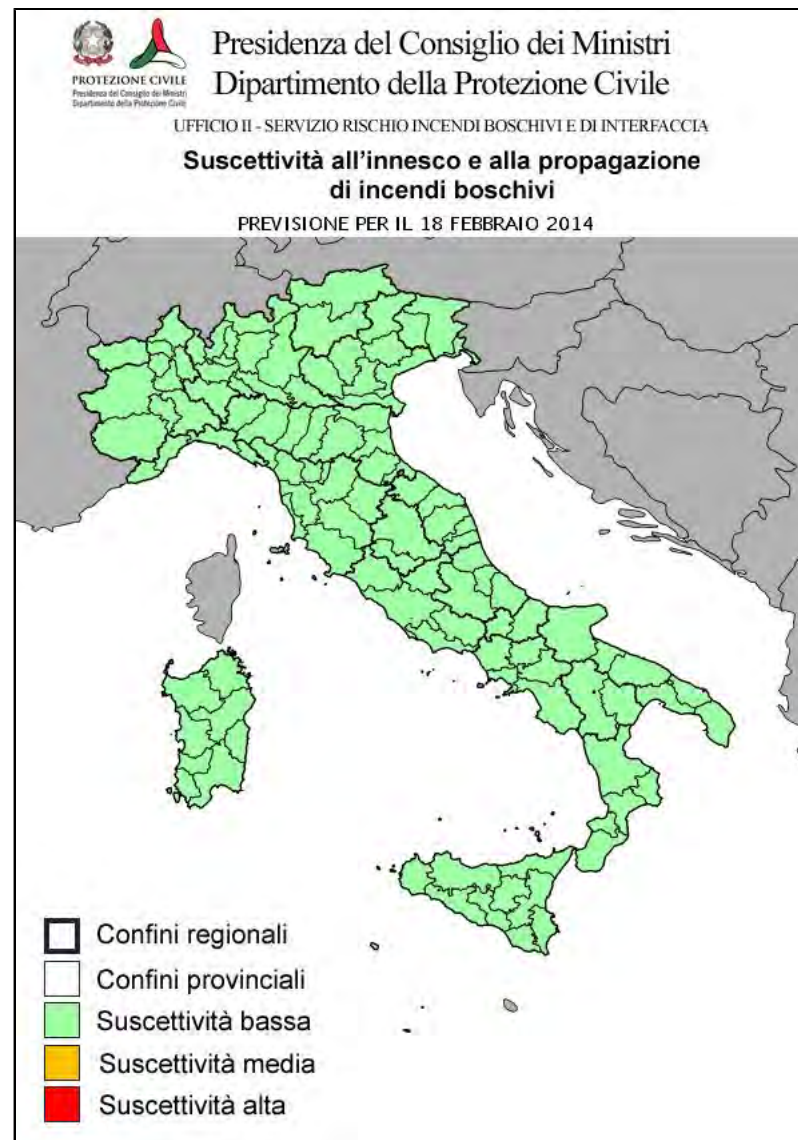 PROTEZIONE CIVILE
Presidenza del Consiglio dei Ministri
Dipartimento della Protezione Civile
Presidenza del Consiglio dei Ministri
Dipartimento della Protezione Civile
UFFICIO II - SERVIZIO RISCHIO INCENDI BOSCHIVI E DI INTERFACCIA
Suscettività all'innesco e alla propagazione
di incendi boschivi
PREVISIONE PER IL 18 FEBBRAIO 2014
Confini regionali
Confini provinciali
Suscettività bassa
Suscettività media
Suscettività alta